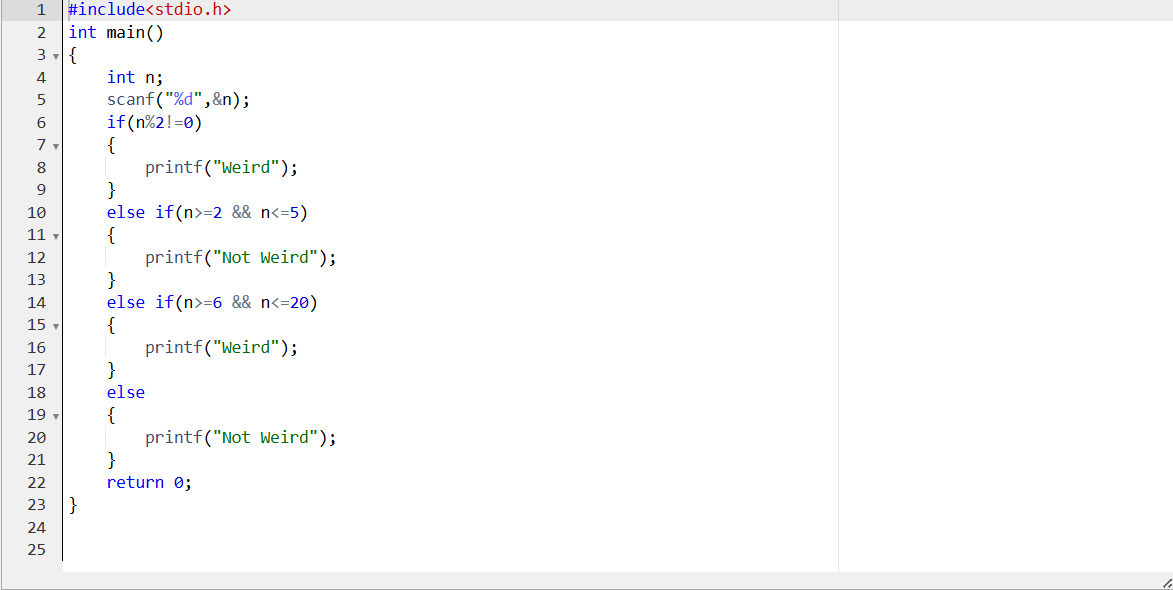 1 #include<stdio.h>
2 int main()
3 {
4     int n;
5     scanf("%d",&n);
6     if(n%2!=0)
7     {
8         printf("Weird");
9     }
10     else if(n>=2 && n<=5)
11     {
12         printf("Not Weird");
13     }
14     else if(n>=6 && n<=20)
15     {
16         printf("Weird");
17     }
18     else
19     {
20         printf("Not Weird");
21     }
22     return 0;
23 }
24
25